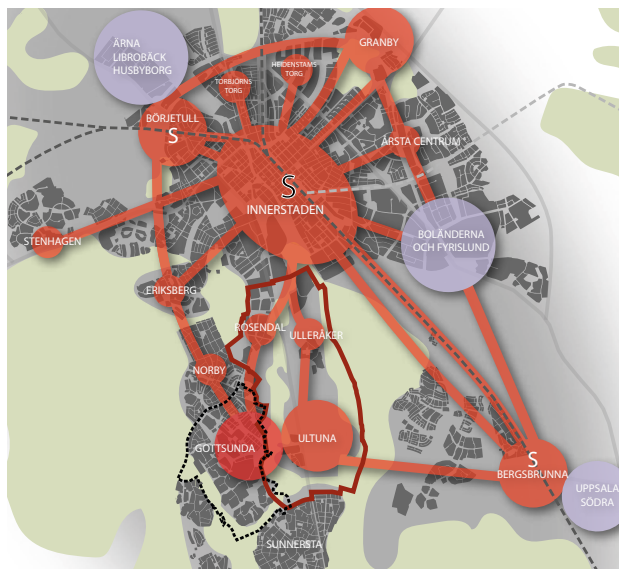 ÄRNA
LIBROBÄCK
HUSBYBORG
GRANBY
HEIDENSTAMS
TORG
TORBJÖRNS
TORG
BÖRJETULL
S
ÅRSTA CENTRUM
S
INNERSTADEN
STENHAGEN
BOLÄNDERNA
OCH FYRISLUND
ERIKSBERG
ROSENDAL
ULLERÅKER
NORBY
GOTTSUNDA
ULTUNA
S
BERGSBRUNNA
UPPSALA
SÖDRA
SUNNERSTA